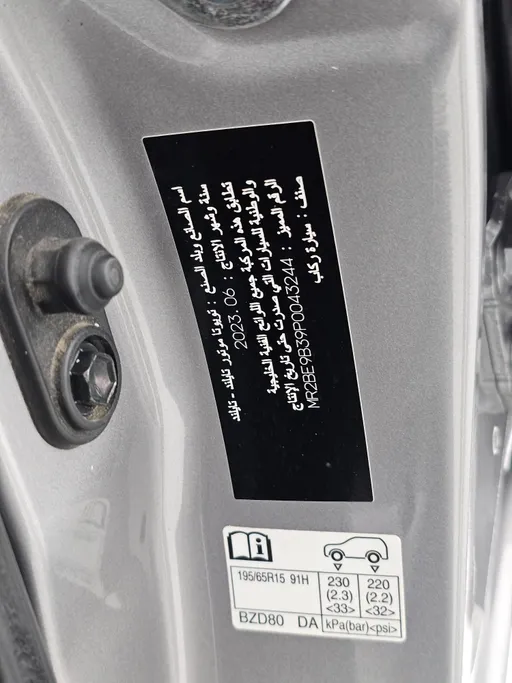 اسم الصانع وبلد الصنع : تويوتا موتور تايلند - تايلند
سنة وشهر الإنتاج : 2023.06
تطابق هذه المركبة جميع اللوائح الفنية الخليجية
والوطنية للسيارات التي صدرت حتى تاريخ الإنتاج
الرقم المميز : MR2BE9B39P0043244
صنف : سيارة ركاب
195/65R15 91H
230
(2.3)
<33>
220
(2.2)
<32>
BZD80 DA kPa(bar)<psi>